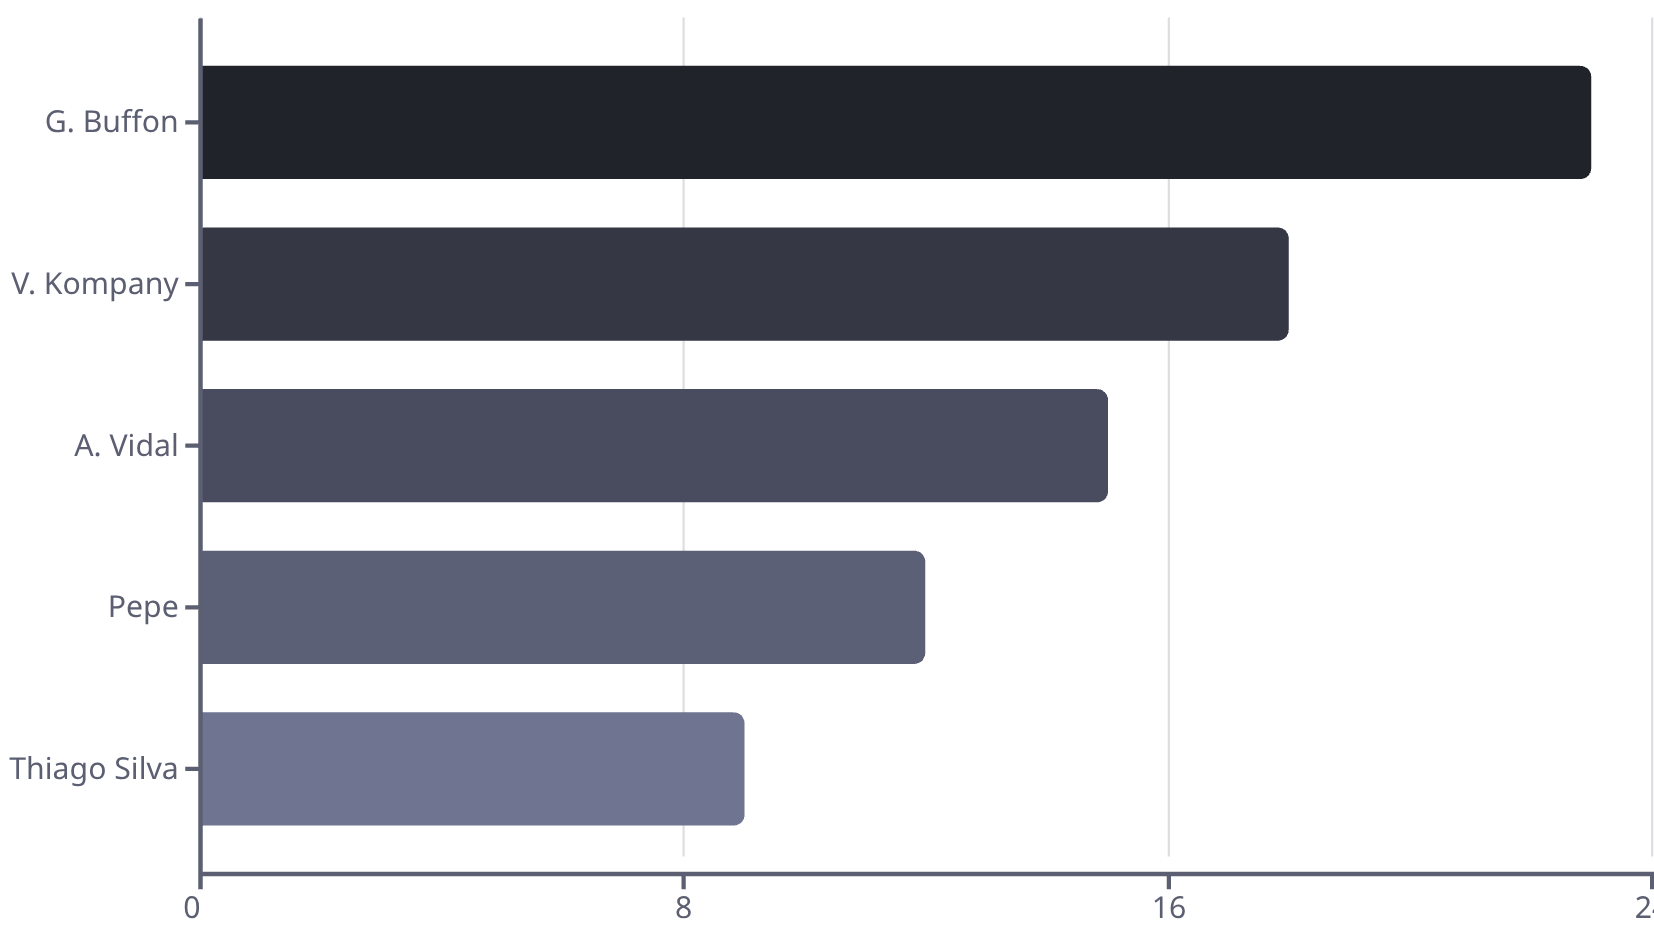 G. Buffon
V. Kompany
A. Vidal
Pepe
Thiago Silva
0 8 16